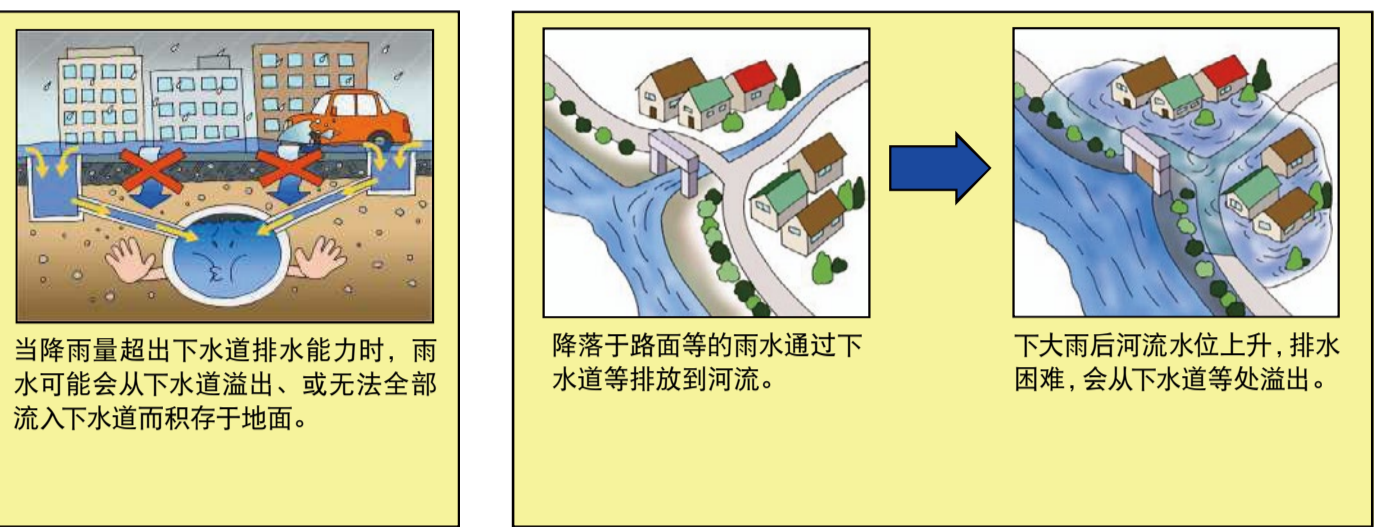 当降雨量超出下水道排水能力时，雨
水可能会从下水道溢出、或无法全部
流入下水道而积存于地面。
降落于路面等的雨水通过下
水道等排放到河流。
下大雨后河流水位上升，排水
困难，会从下水道等处溢出。